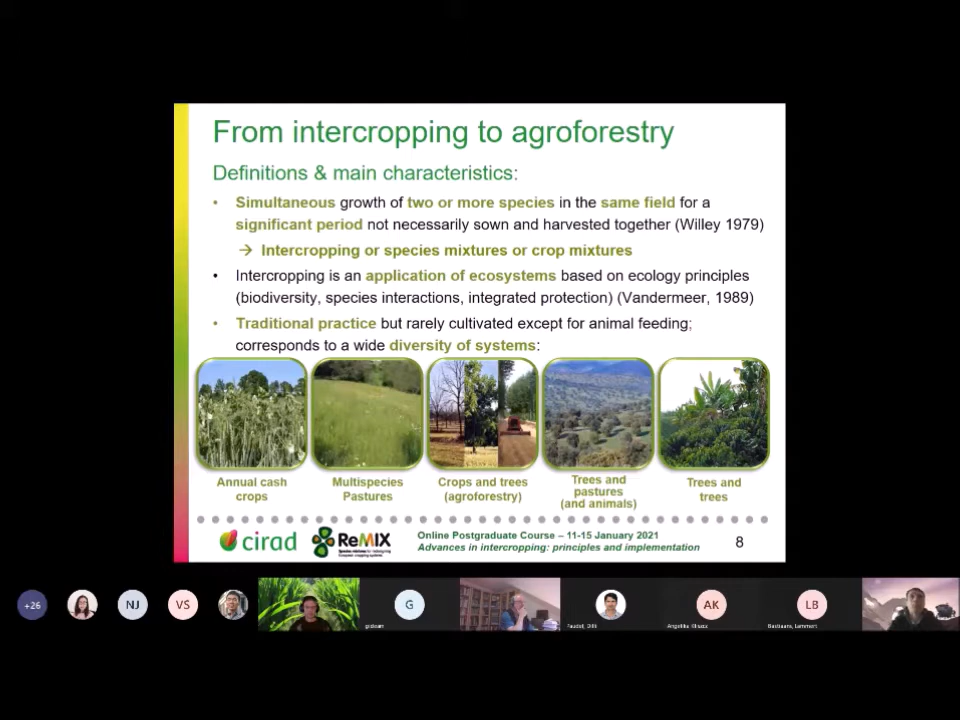 From intercropping to agroforestry
Definitions & main characteristics:
• Simultaneous growth of two or more species in the same field for a
significant period not necessarily sown and harvested together (Willey 1979)
→ Intercropping or species mixtures or crop mixtures
• Intercropping is an application of ecosystems based on ecology principles
(biodiversity, species interactions, integrated protection) (Vandermeer, 1989)
• Traditional practice but rarely cultivated except for animal feeding;
corresponds to a wide diversity of systems:
Annual cash
crops
Multispecies
Pastures
Crops and trees
(agroforestry)
Trees and
pastures
(and animals)
Trees and
trees
cirad
ReMIX
Online Postgraduate Course – 11-15 January 2021
Advances in intercropping: principles and implementation
8
+26
NJ
VS
G
AK
LB
Bastiaans, Lammert